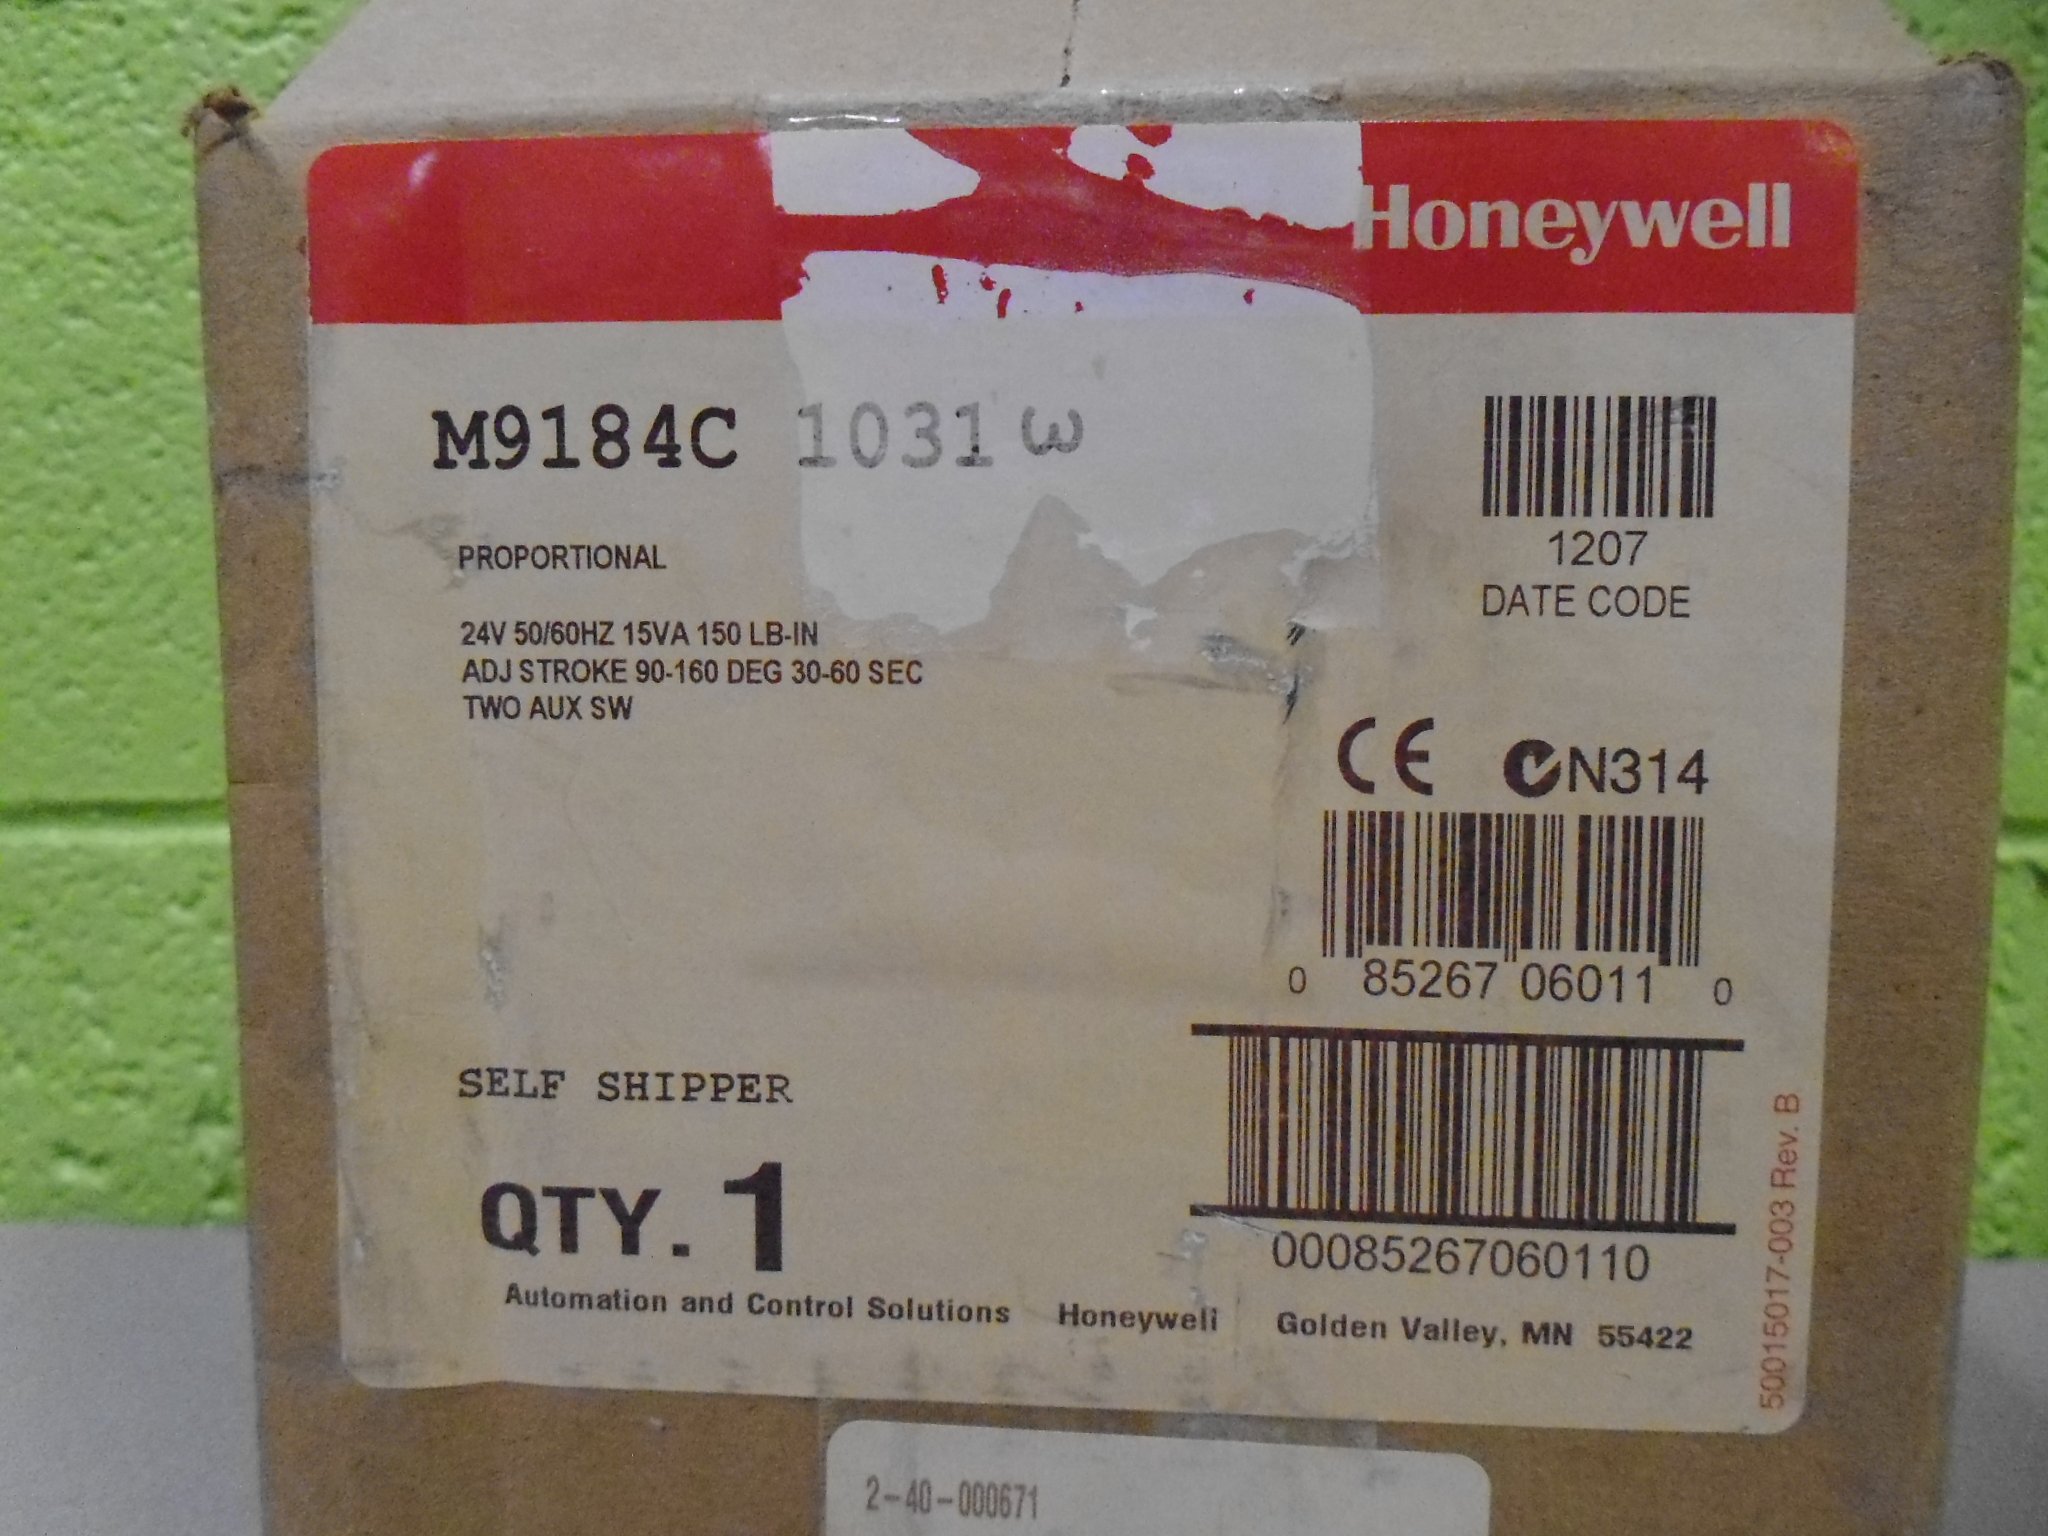 Honeywell
M9184C 1031 ω
PROPORTIONAL
24V 50/60HZ 15VA 150 LB-IN
ADJ STROKE 90-160 DEG 30-60 SEC
TWO AUX SW
1207
DATE CODE
CE N314
0 85267 06011 0
SELF SHIPPER
QTY. 1
00085267060110
Automation and Control Solutions Honeywell Golden Valley, MN 55422
50015017-003 Rev. B
2-40-000671